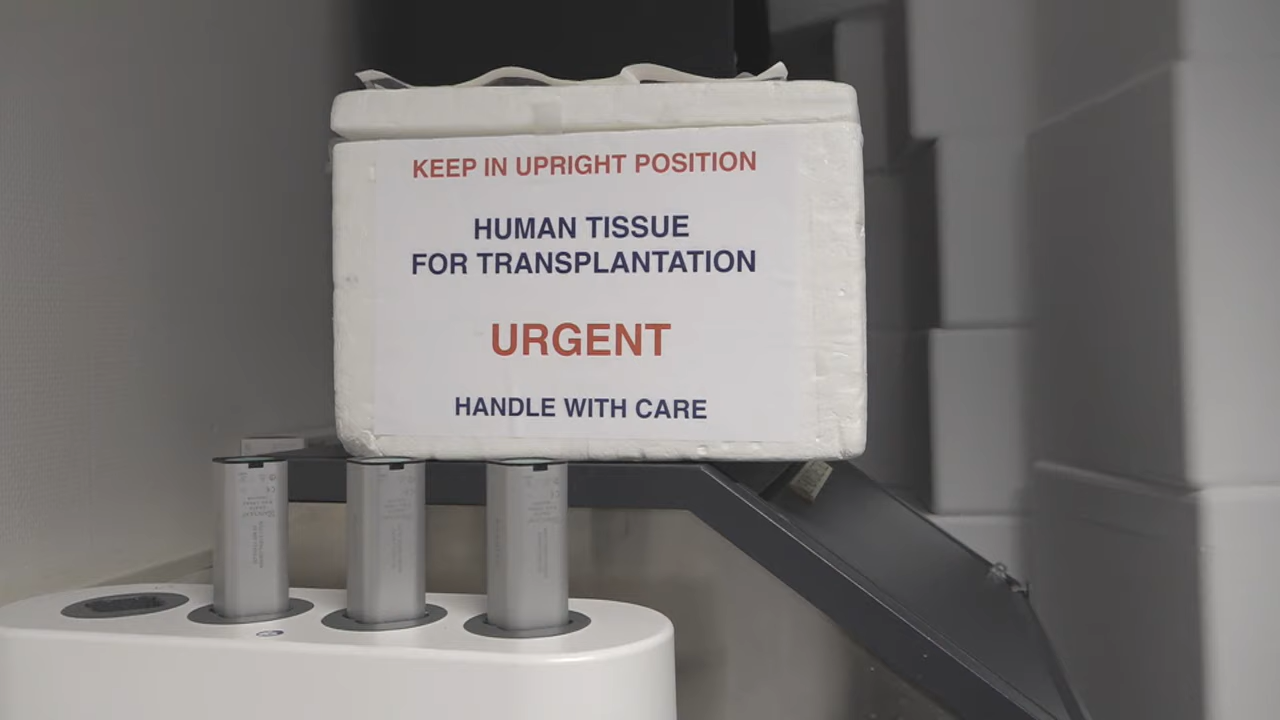 KEEP IN UPRIGHT POSITION
HUMAN TISSUE
FOR TRANSPLANTATION
URGENT
HANDLE WITH CARE